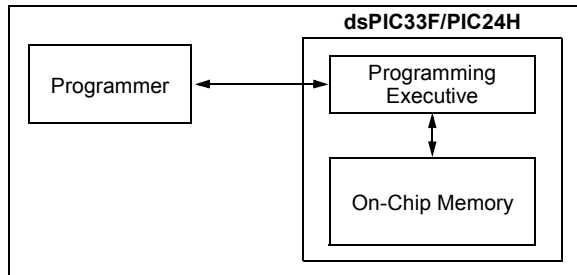 dsPIC33F/PIC24H
Programmer
Programming
Executive
On-Chip Memory